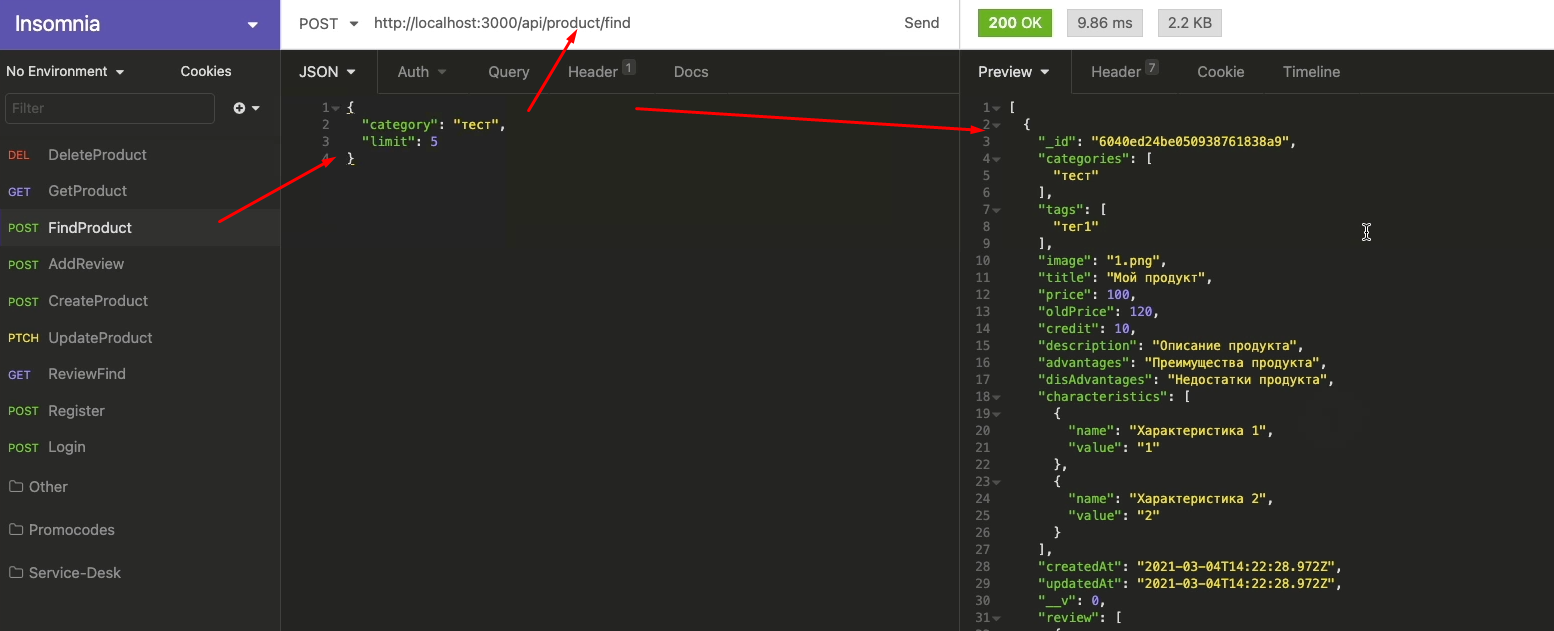 Insomnia
No Environment
Cookies
Filter
DEL DeleteProduct
GET GetProduct
POST FindProduct
POST AddReview
POST CreateProduct
PTCH UpdateProduct
GET ReviewFind
POST Register
POST Login
Other
Promocodes
Service-Desk
POST http://localhost:3000/api/product/find Send
JSON Auth Query Header 1 Docs
1 {
2 "category": "тест",
3 "limit": 5
4 }
200 OK 9.86 ms 2.2 KB
Preview Header 7 Cookie Timeline
1 [
2 {
3 "_id": "6040ed24be050938761838a9",
4 "categories": [
5 "тест"
6 ],
7 "tags": [
8 "тег1"
9 ],
10 "image": "1.png",
11 "title": "Мой продукт",
12 "price": 100,
13 "oldPrice": 120,
14 "credit": 10,
15 "description": "Описание продукта",
16 "advantages": "Преимущества продукта",
17 "disAdvantages": "Недостатки продукта",
18 "characteristics": [
19 {
20 "name": "Характеристика 1",
21 "value": "1"
22 },
23 {
24 "name": "Характеристика 2",
25 "value": "2"
26 }
27 ],
28 "createdAt": "2021-03-04T14:22:28.972Z",
29 "updatedAt": "2021-03-04T14:22:28.972Z",
30 "__v": 0,
31 "review": [